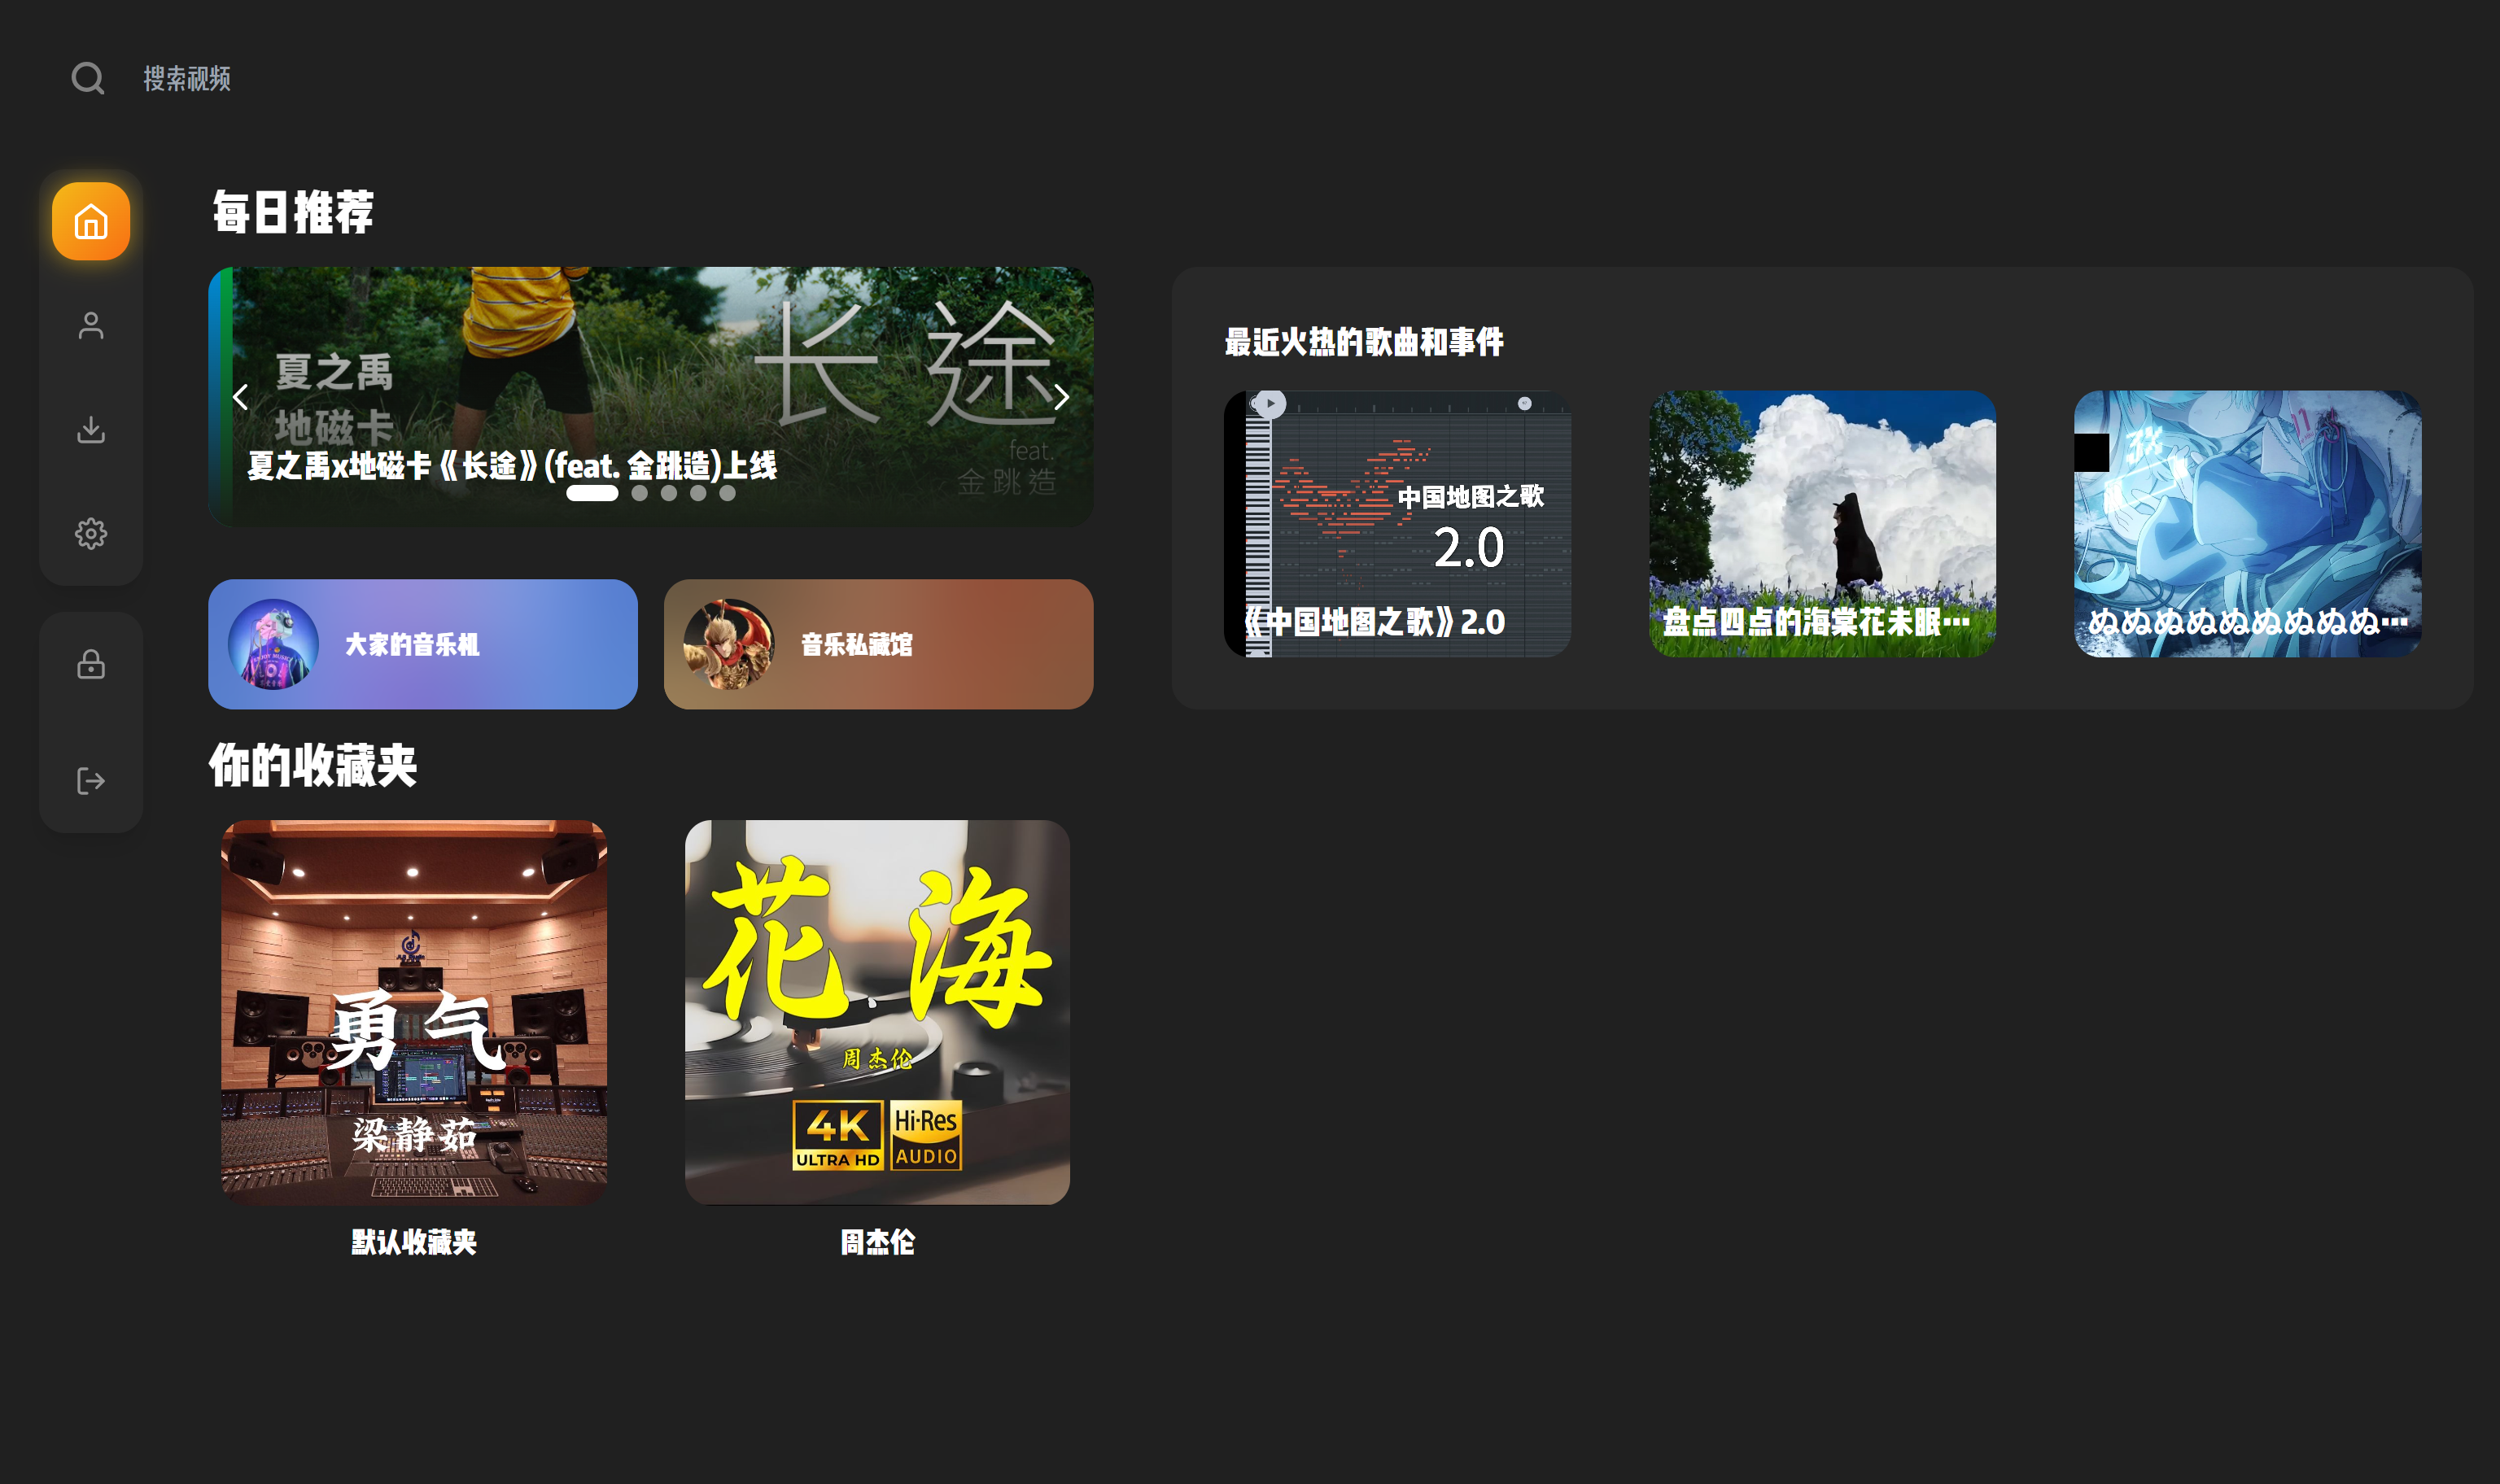 搜索视频
每日推荐
长途
夏之禹
地磁卡
feat.
金跳造
夏之禹x地磁卡《长途》(feat. 金跳造)上线
最近火热的歌曲和事件
中国地图之歌
2.0
《中国地图之歌》2.0
盘点四点的海棠花未眠…
ぬぬぬぬぬぬぬぬぬ…
大家的音乐机
音乐私藏馆
你的收藏夹
勇气
梁静茹
默认收藏夹
花海
周杰伦
4K
ULTRA HD
Hi-Res
AUDIO
周杰伦